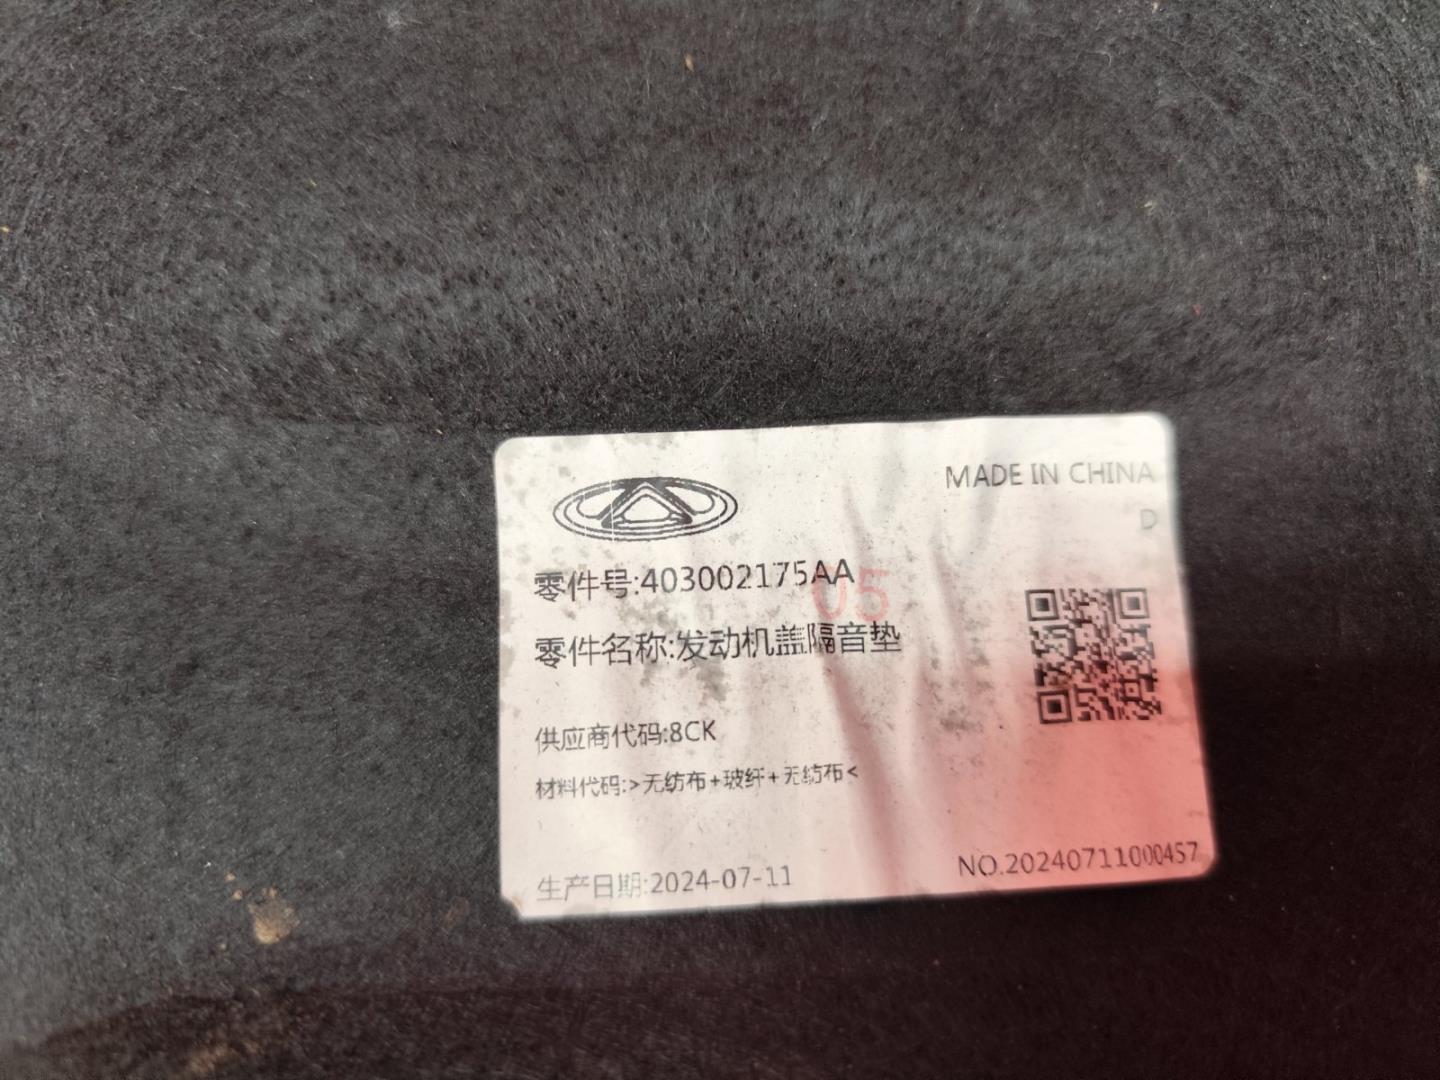 MADE IN CHINA
D
零件号:403002175AA
05
零件名称:发动机盖隔音垫
供应商代码:8CK
材料代码:>无纺布+玻纤+无纺布<
生产日期:2024-07-11
NO.20240711000457